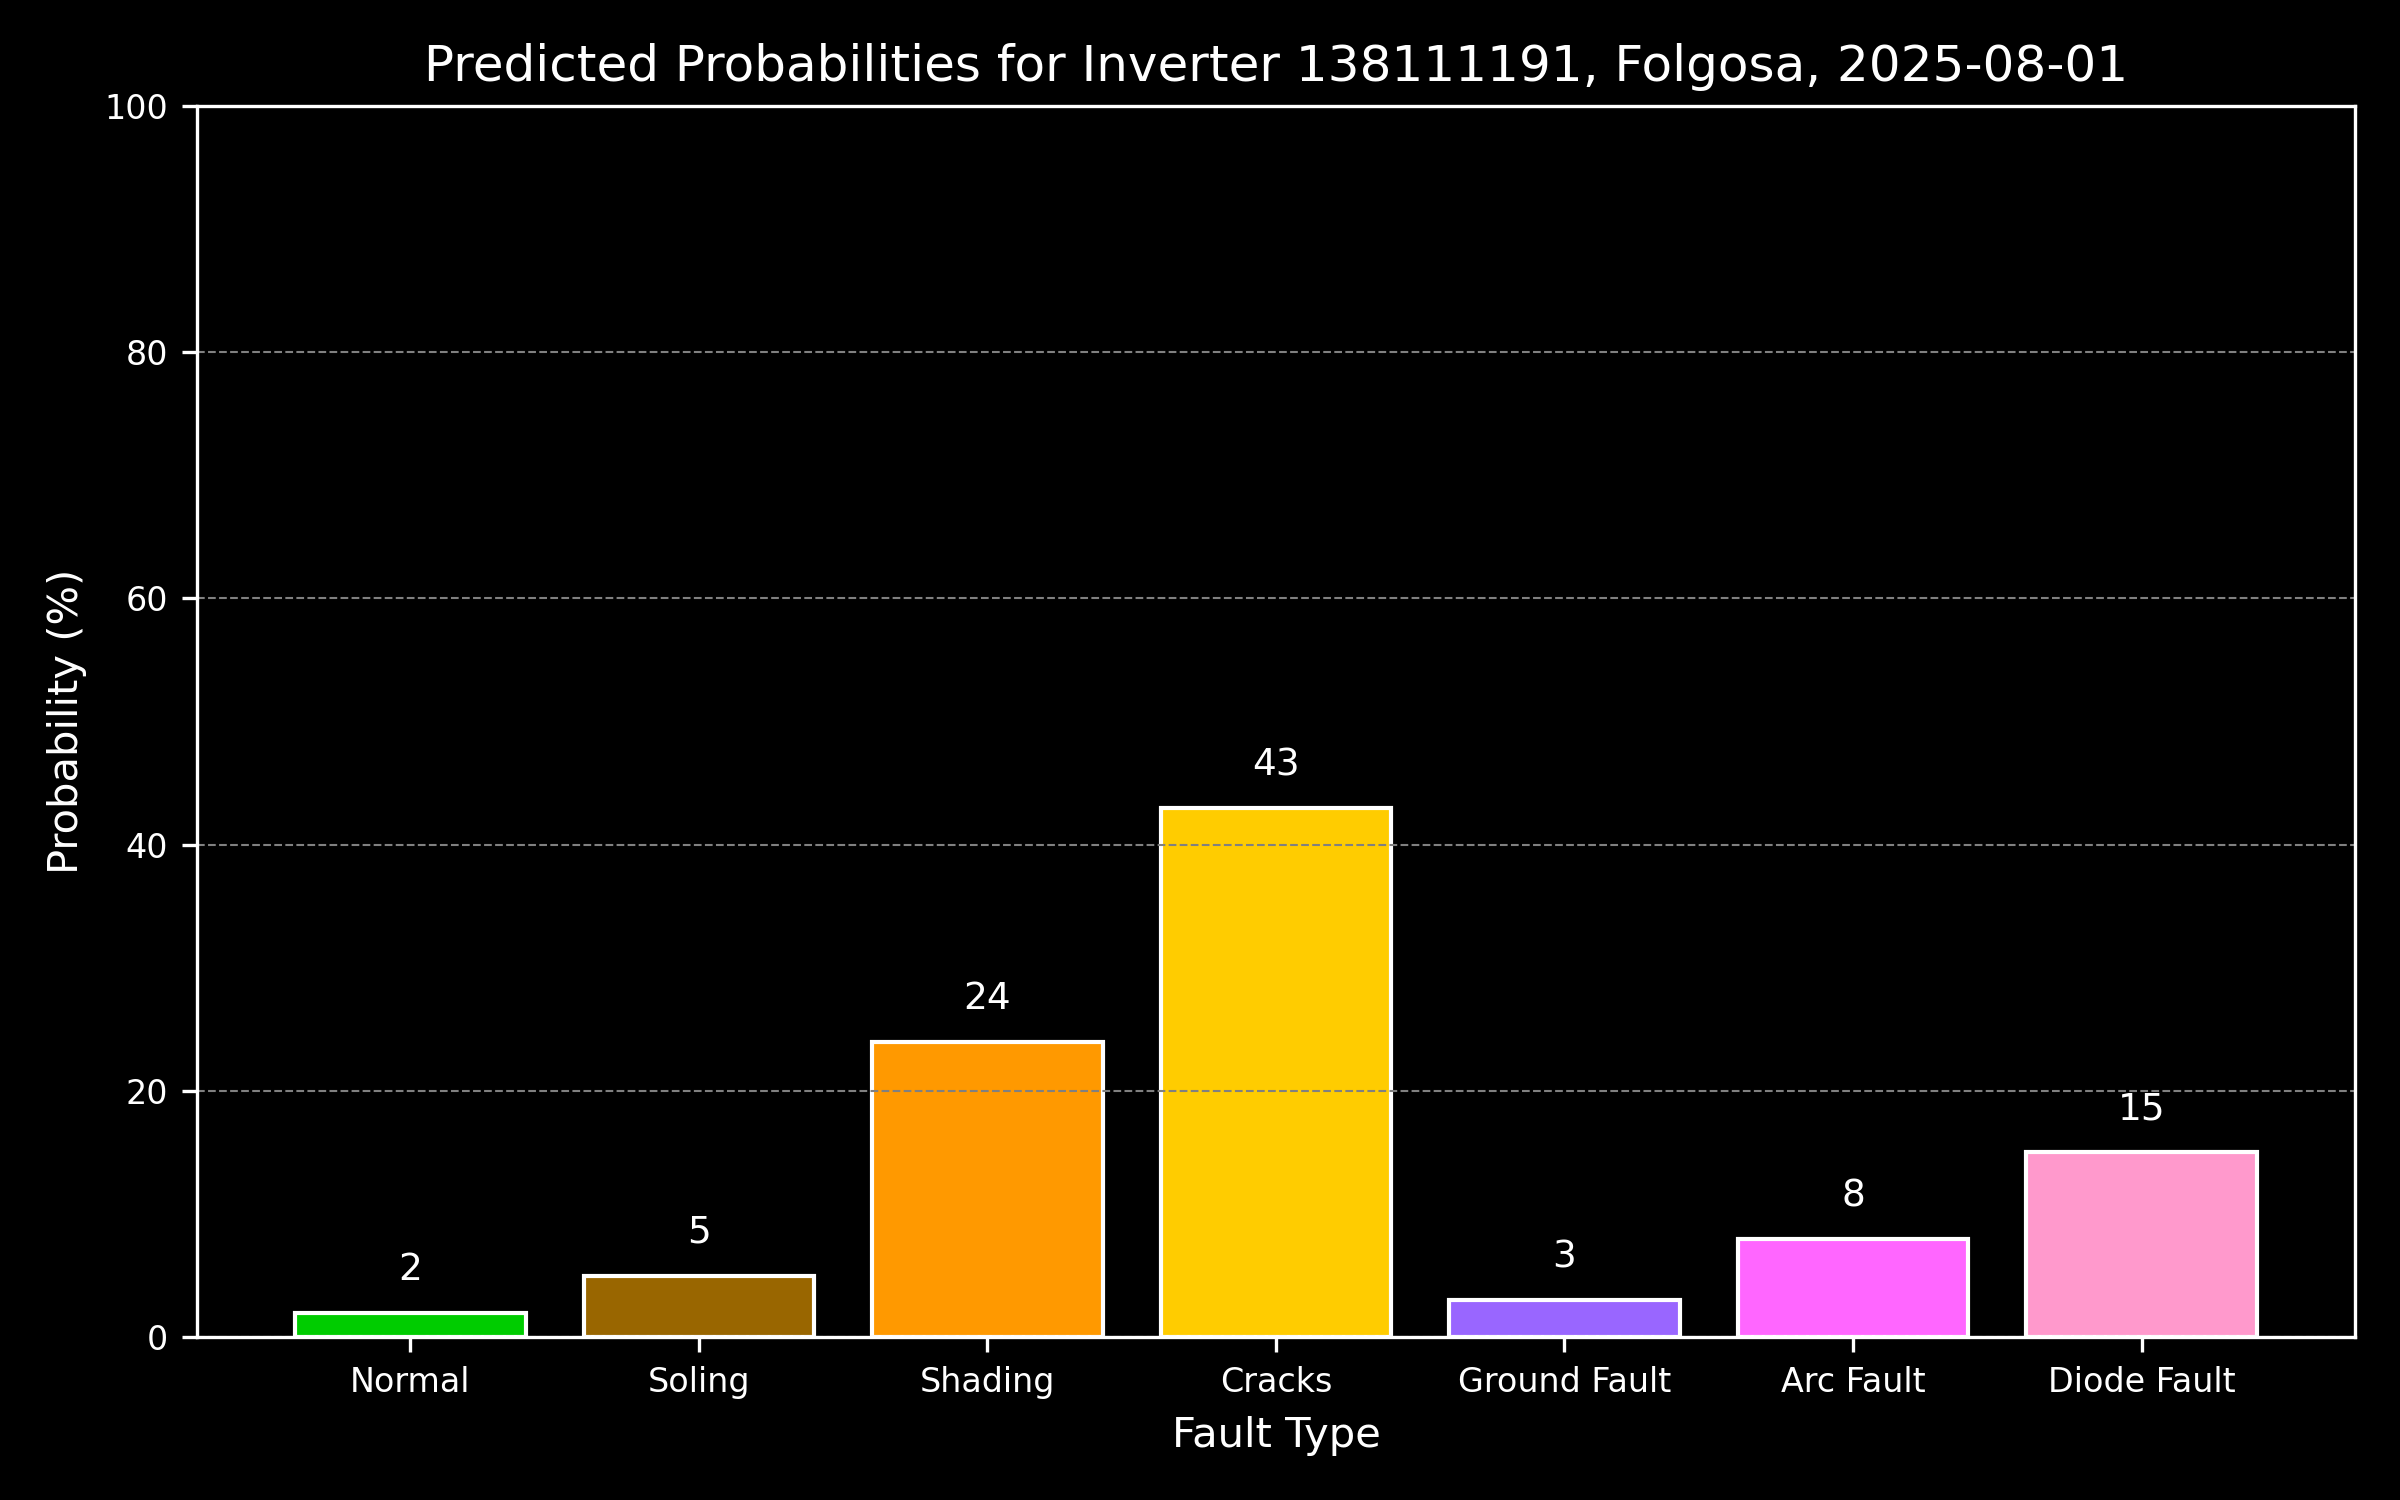 Predicted Probabilities for Inverter 138111191, Folgosa, 2025-08-01
Probability (%)
100
80
60
40
20
0
2
5
24
43
3
8
15
Normal
Soling
Shading
Cracks
Ground Fault
Arc Fault
Diode Fault
Fault Type